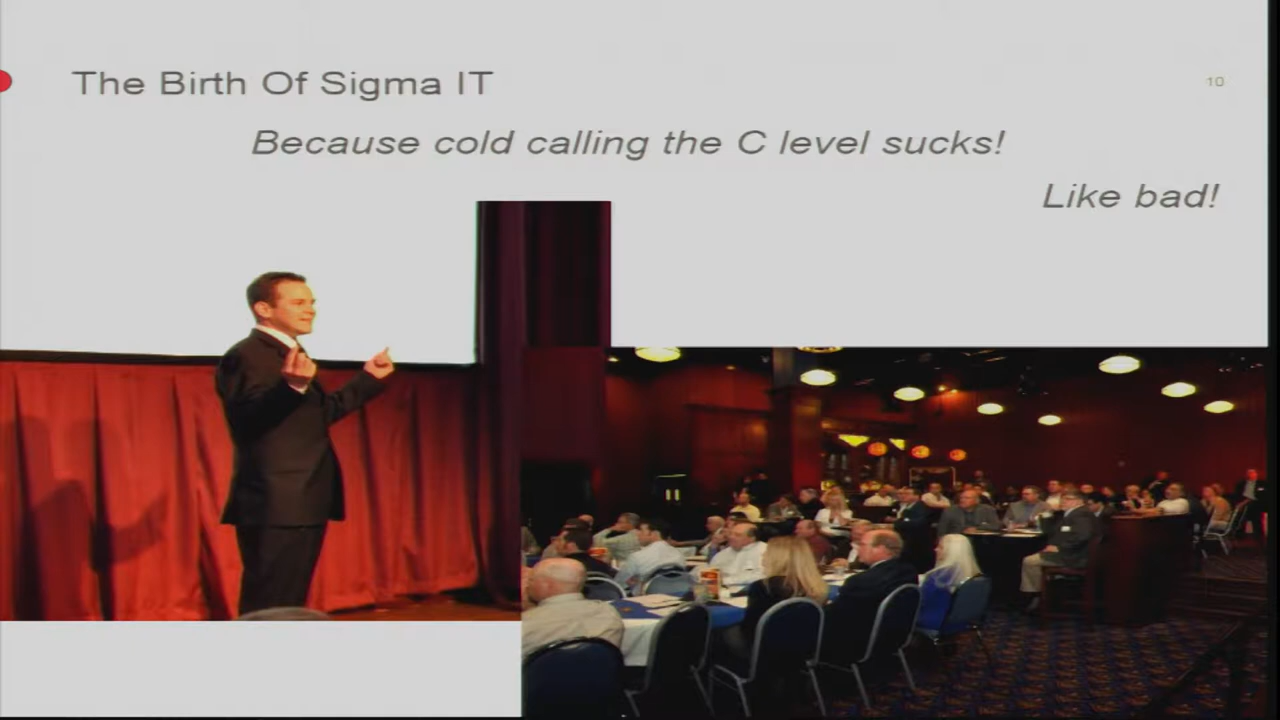 The Birth Of Sigma IT
10
Because cold calling the C level sucks!
Like bad!